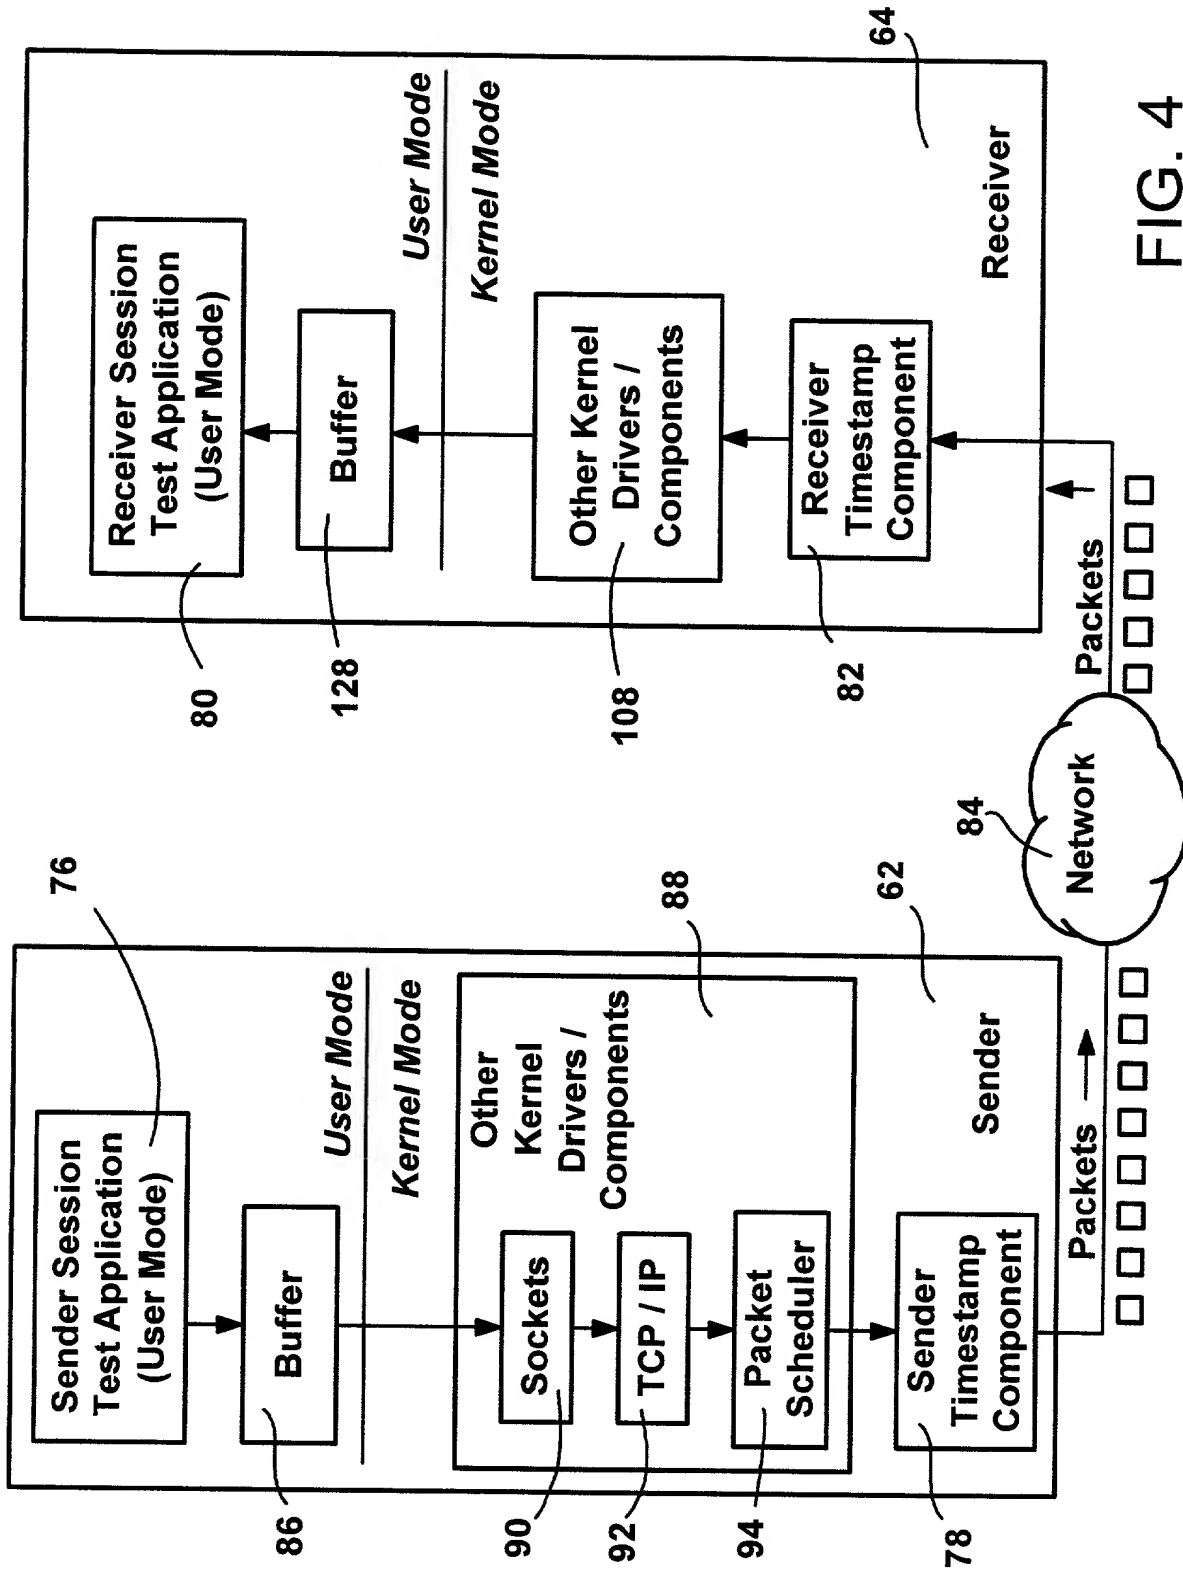 76
Sender Session
Test Application
(User Mode)
Buffer
86
User Mode
Kernel Mode
Other
Kernel
Drivers /
Components
88
Sockets
90
TCP / IP
92
Packet
Scheduler
94
Sender
Timestamp
Component
78
Sender
62
Packets
Network
84
Packets
Receiver Session
Test Application
(User Mode)
80
Buffer
128
User Mode
Kernel Mode
Other Kernel
Drivers /
Components
108
Receiver
Timestamp
Component
82
Receiver
64
FIG. 4